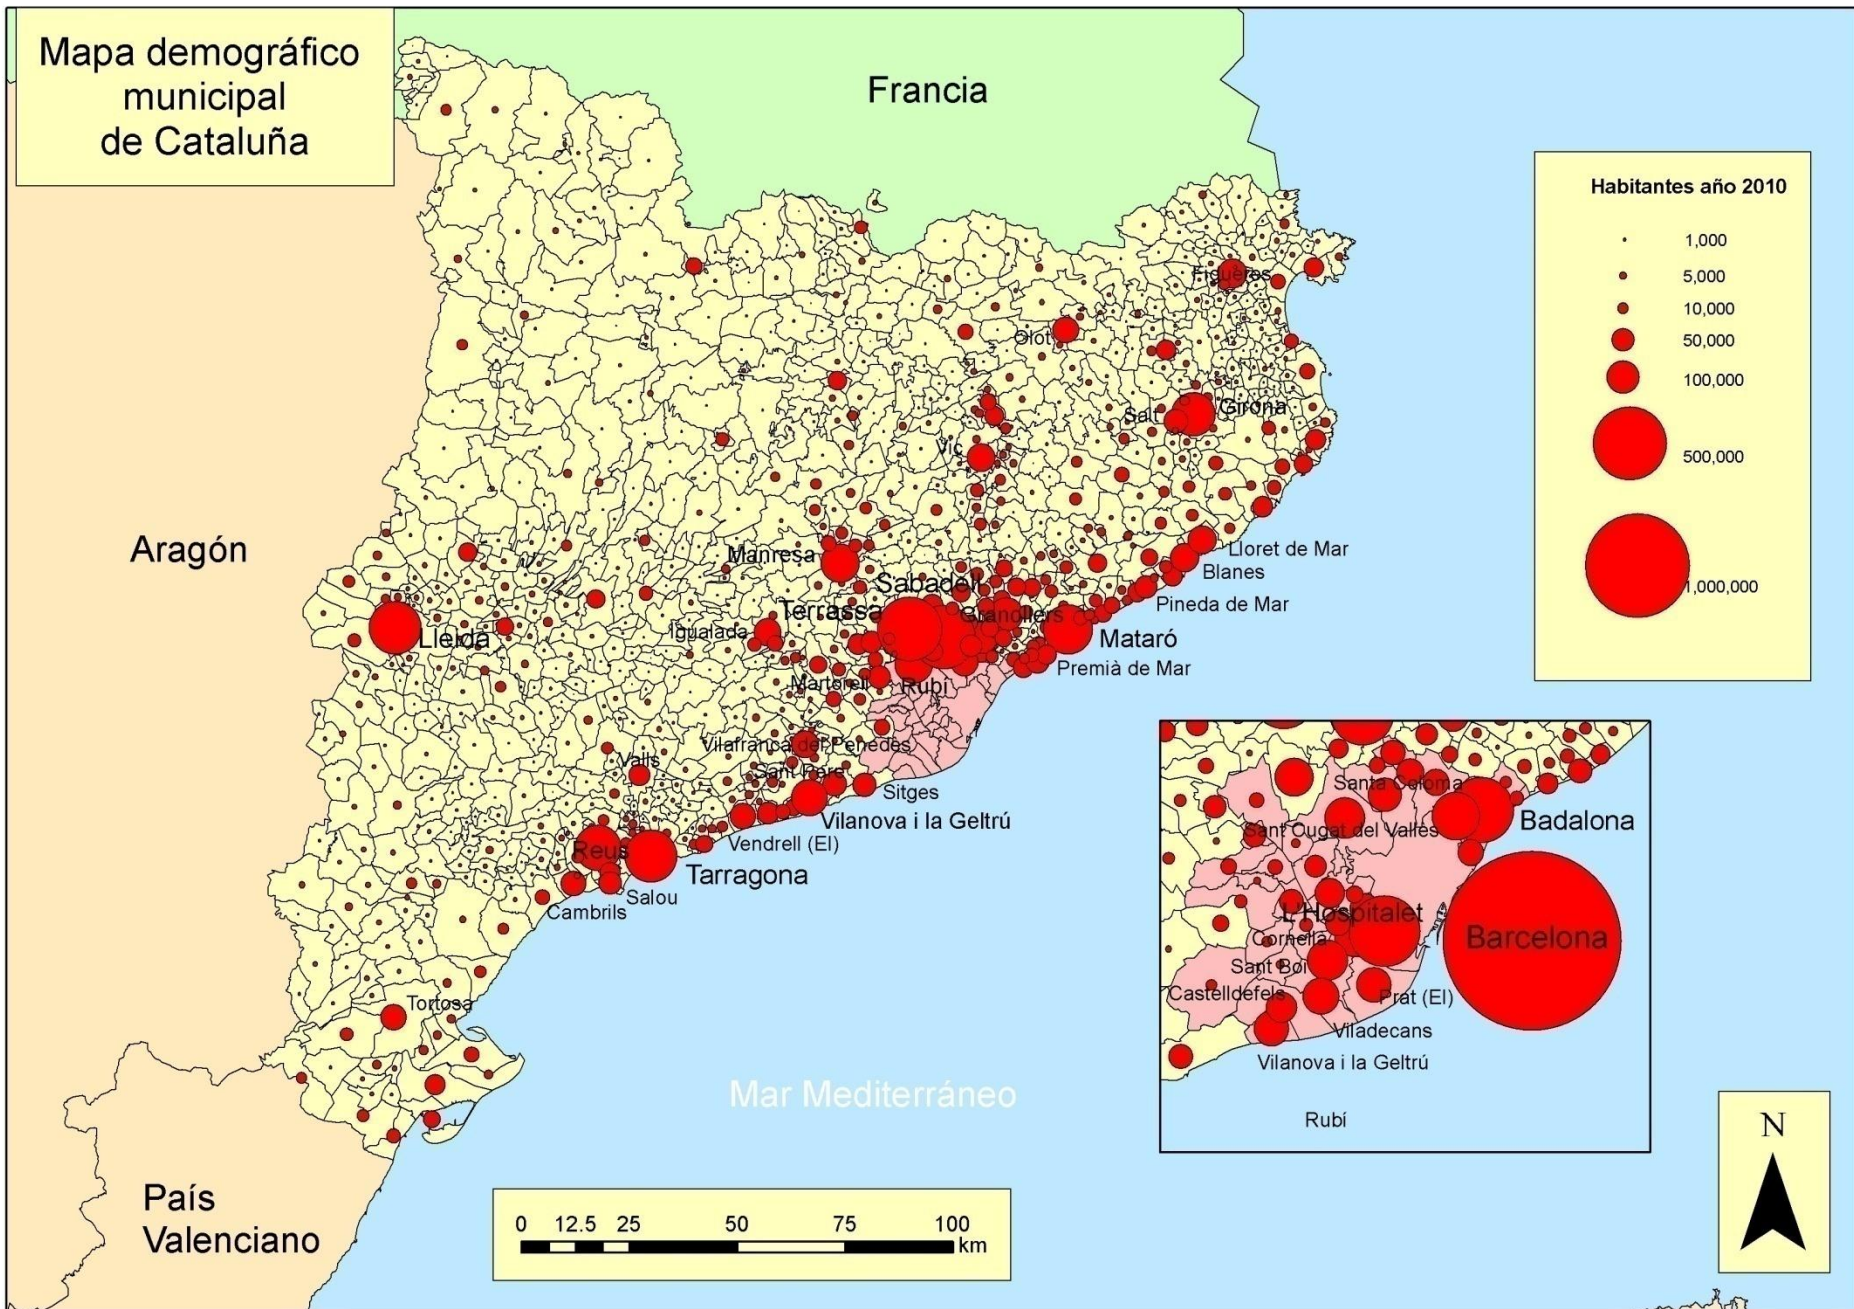 Mapa demográfico
municipal
de Cataluña
Francia
Habitantes año 2010
1,000
5,000
10,000
50,000
100,000
500,000
1,000,000
Aragón
Figueres
Olot
Salt
Girona
Vic
Manresa
Lloret de Mar
Blanes
Sabadell
Pineda de Mar
Terrassa
Granollers
Igualada
Lleida
Mataró
Premià de Mar
Martorell
Rubí
Vilafranca del Penedès
Valls
Sant Pere
Sitges
Vilanova i la Geltrú
Vendrell (El)
Reus
Tarragona
Salou
Cambrils
Tortosa
Santa Coloma
Badalona
Sant Cugat del Vallès
L'Hospitalet
Cornellà
Barcelona
Sant Boi
Castelldefels
Prat (El)
Viladecans
Vilanova i la Geltrú
Rubí
Mar Mediterráneo
País
Valenciano
0 12.5 25 50 75 100
km
N